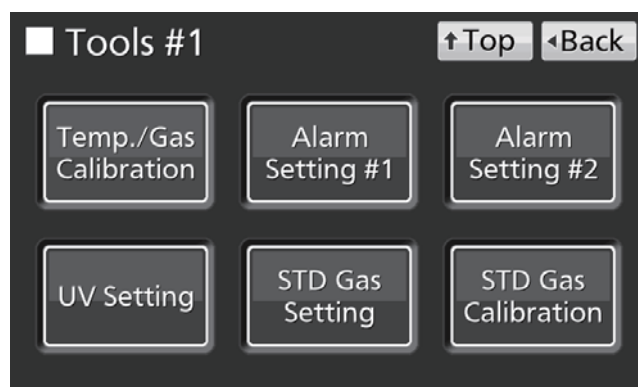 Tools #1
↑Top
◂Back
Temp./Gas
Calibration
Alarm
Setting #1
Alarm
Setting #2
UV Setting
STD Gas
Setting
STD Gas
Calibration